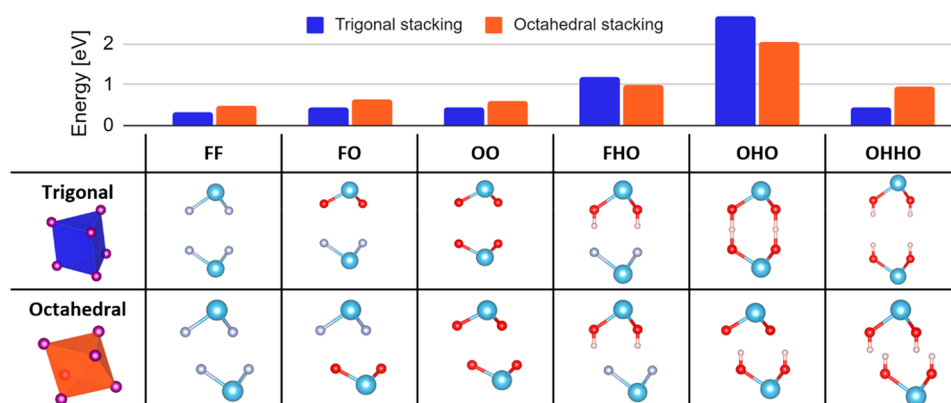 Trigonal stacking Octahedral stacking
Energy [eV]
2
1
0
FF FO OO FHO OHO OHHO
Trigonal
Octahedral